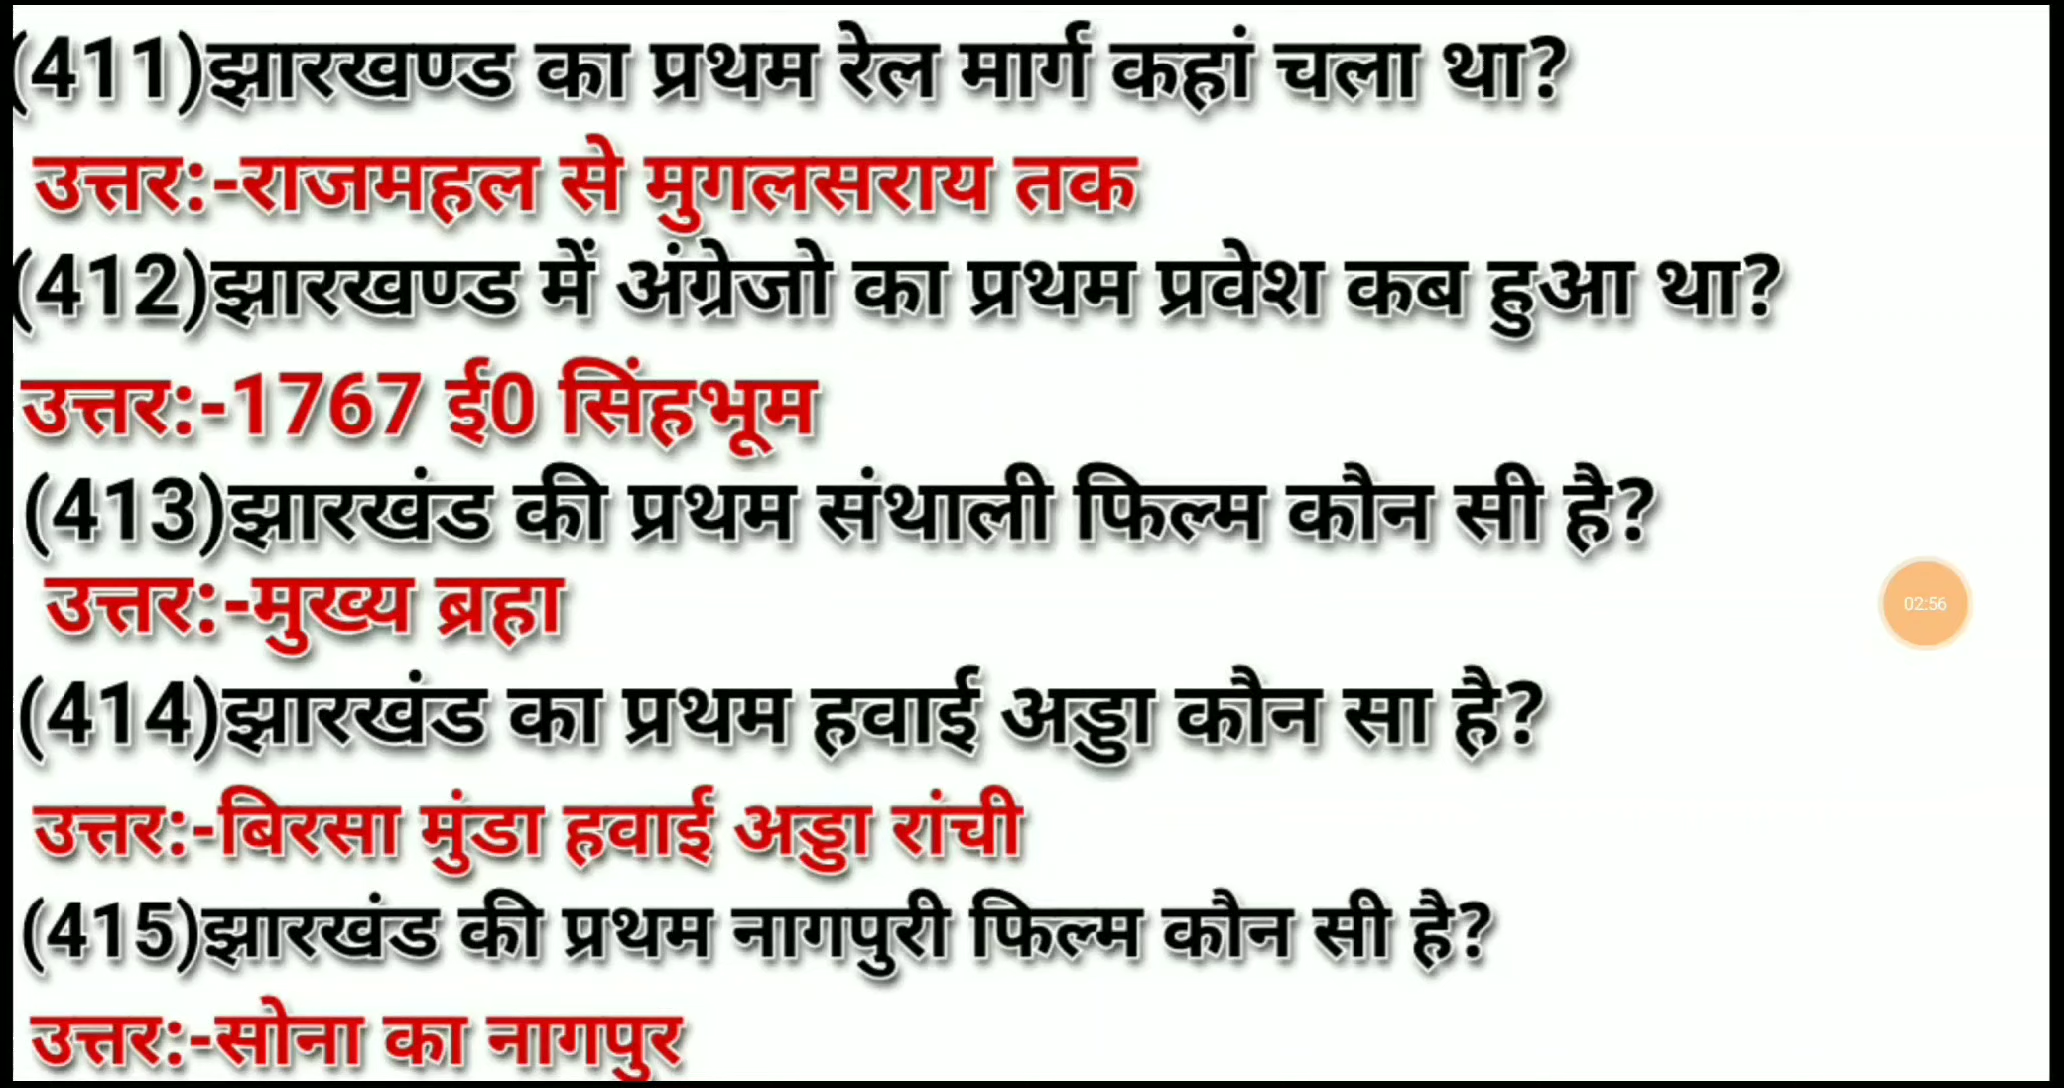 (411)झारखण्ड का प्रथम रेल मार्ग कहां चला था?
उत्तर:-राजमहल से मुगलसराय तक
(412)झारखण्ड में अंग्रेजो का प्रथम प्रवेश कब हुआ था?
उत्तर:-1767 ई0 सिंहभूम
(413)झारखंड की प्रथम संथाली फिल्म कौन सी है?
उत्तर:-मुख्य ब्रहा
02:56
(414)झारखंड का प्रथम हवाई अड्डा कौन सा है?
उत्तर:-बिरसा मुंडा हवाई अड्डा रांची
(415)झारखंड की प्रथम नागपुरी फिल्म कौन सी है?
उत्तर:-सोना का नागपुर